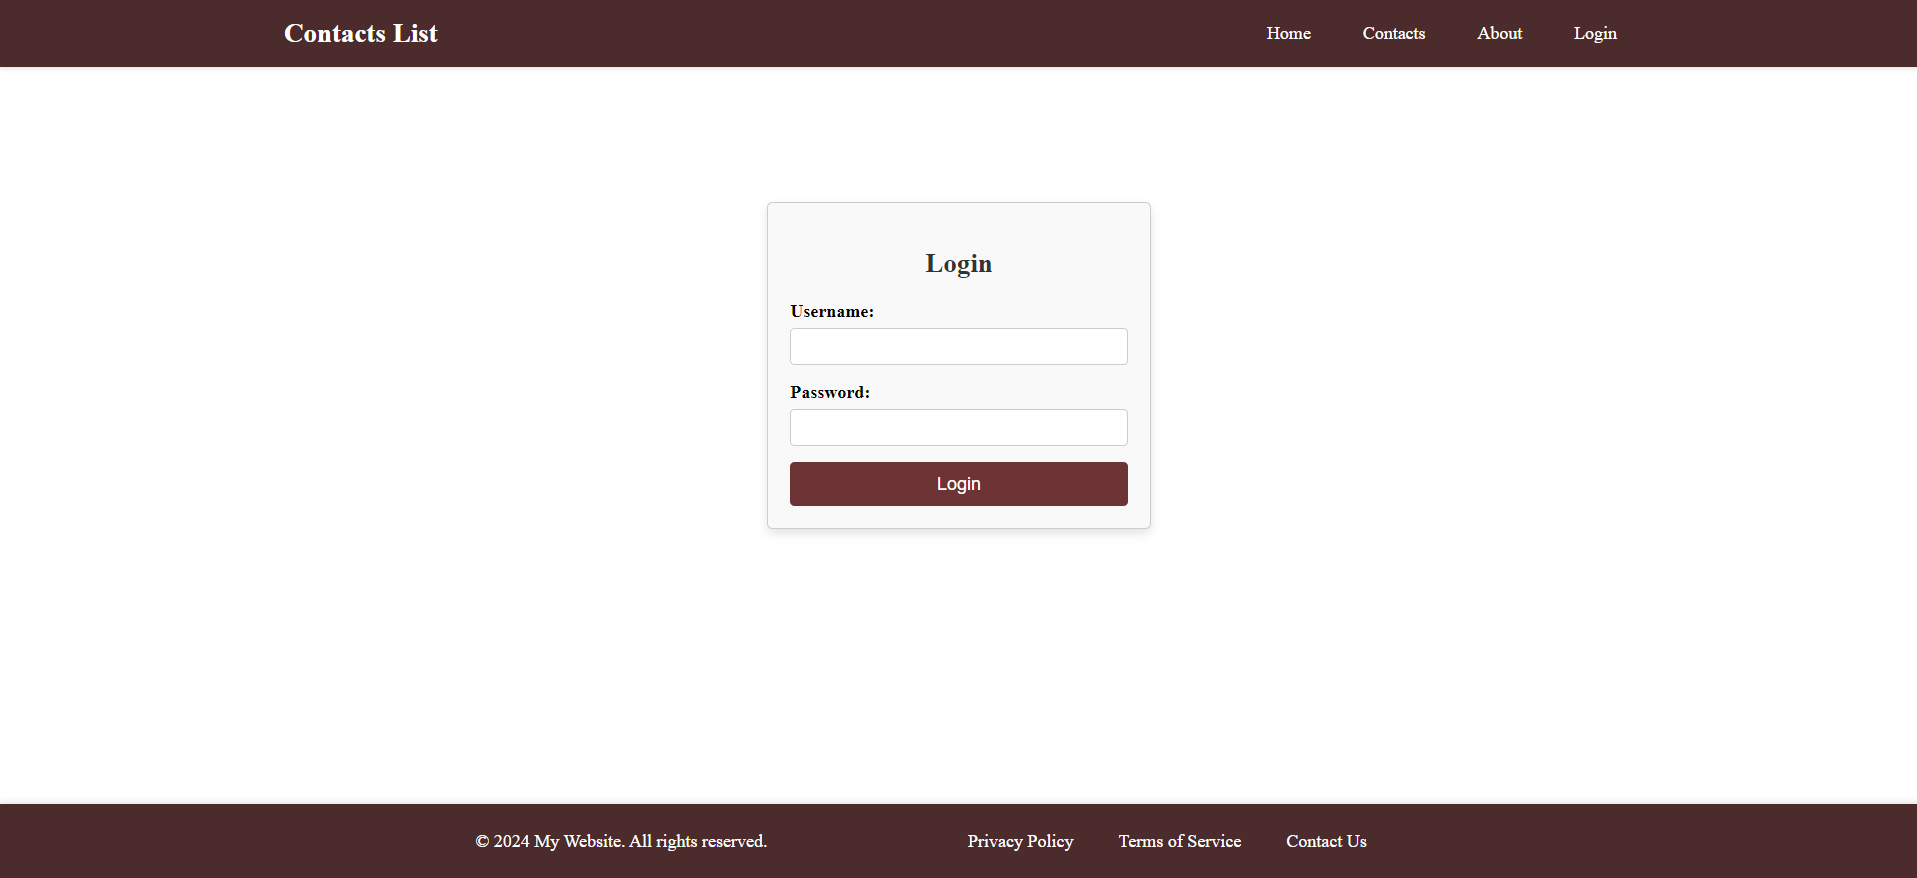 Contacts List
Home Contacts About Login
Login
Username:
Password:
Login
© 2024 My Website. All rights reserved. Privacy Policy Terms of Service Contact Us